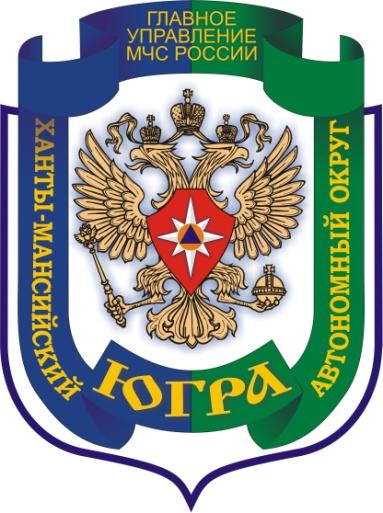 ГЛАВНОЕ
УПРАВЛЕНИЕ
МЧС РОССИИ
ХАНТЫ-МАНСИЙСКИЙ
АВТОНОМНЫЙ ОКРУГ
ЮГРА